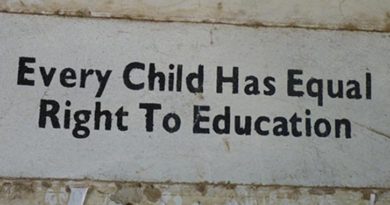 Every Child Has Equal
Right To Education